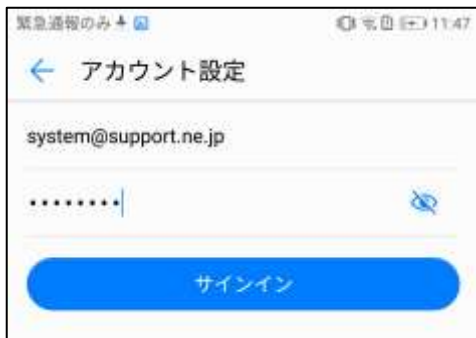 緊急通報のみ 11:47
アカウント設定
system@support.ne.jp
••••••••
サインイン